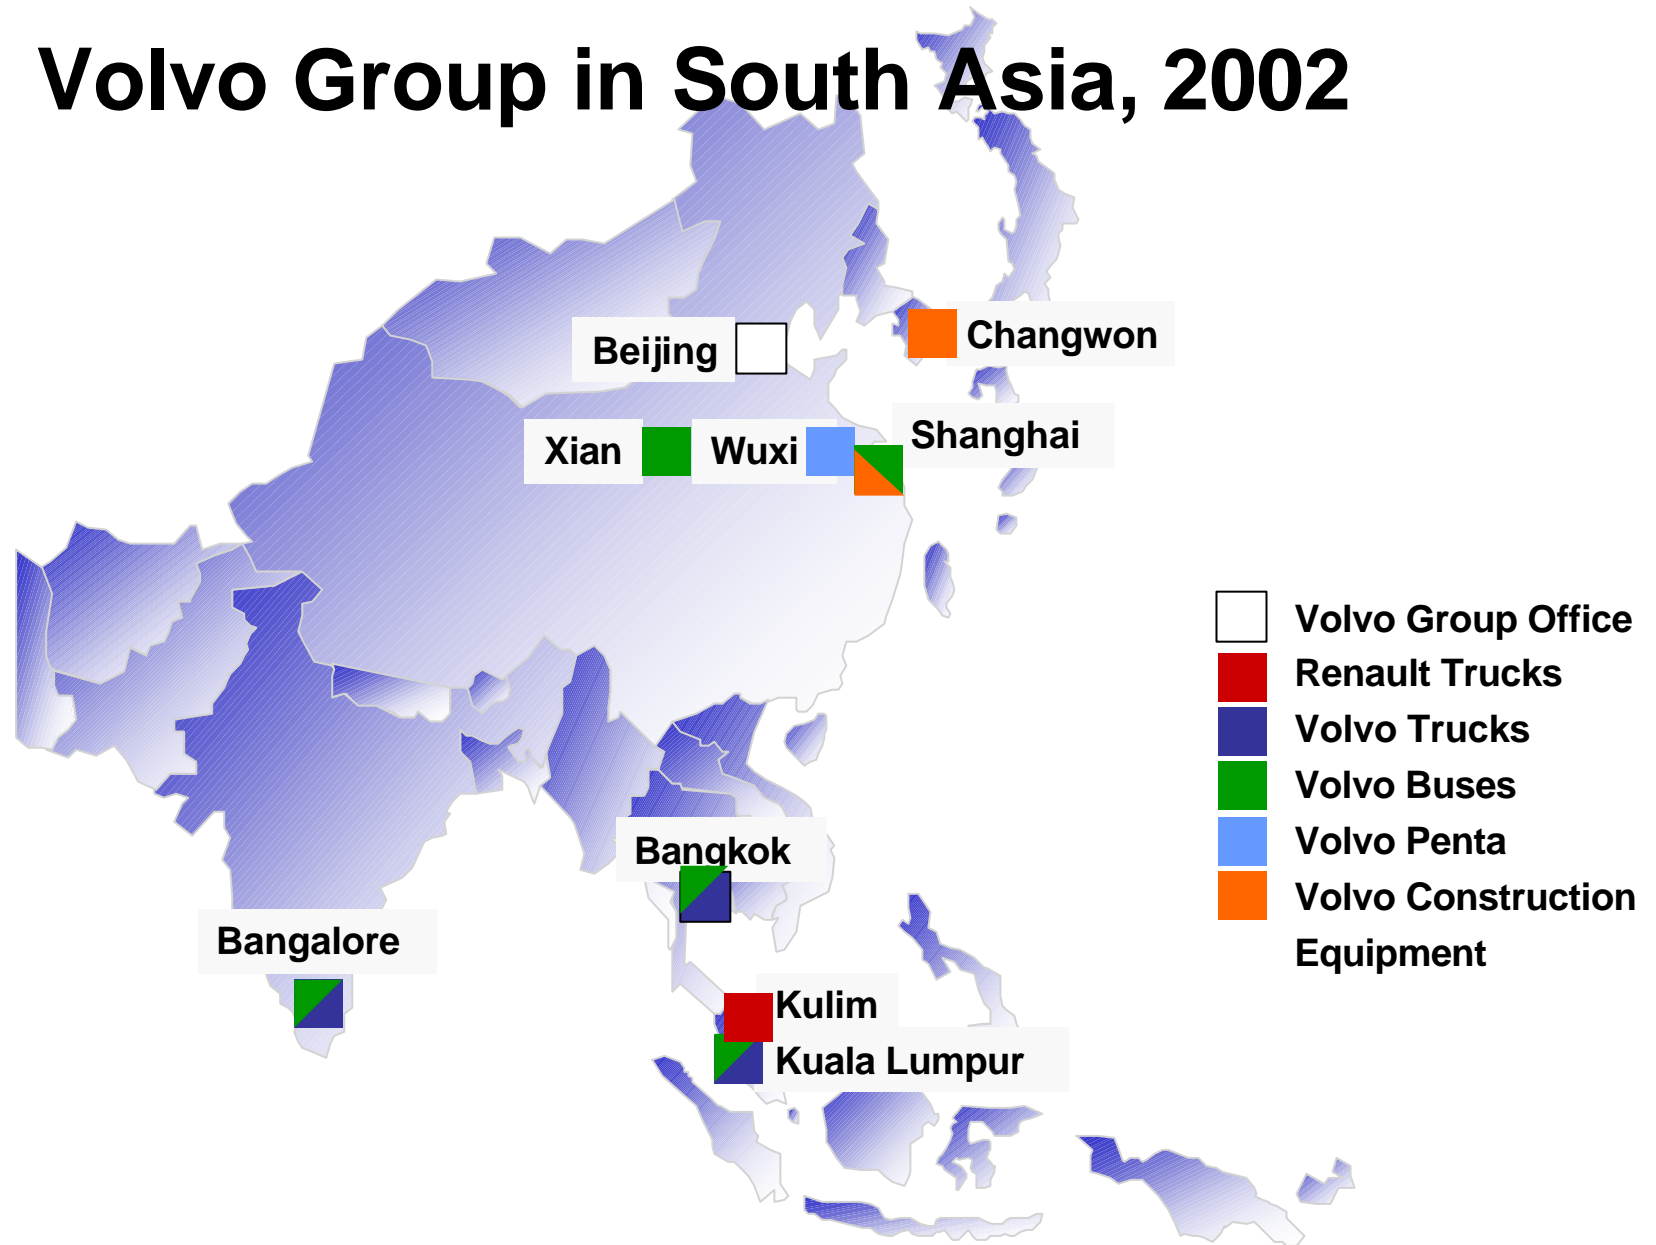 Volvo Group in South Asia, 2002
Beijing
Changwon
Xian
Wuxi
Shanghai
Bangkok
Bangalore
Kulim
Kuala Lumpur
Volvo Group Office
Renault Trucks
Volvo Trucks
Volvo Buses
Volvo Penta
Volvo Construction
Equipment